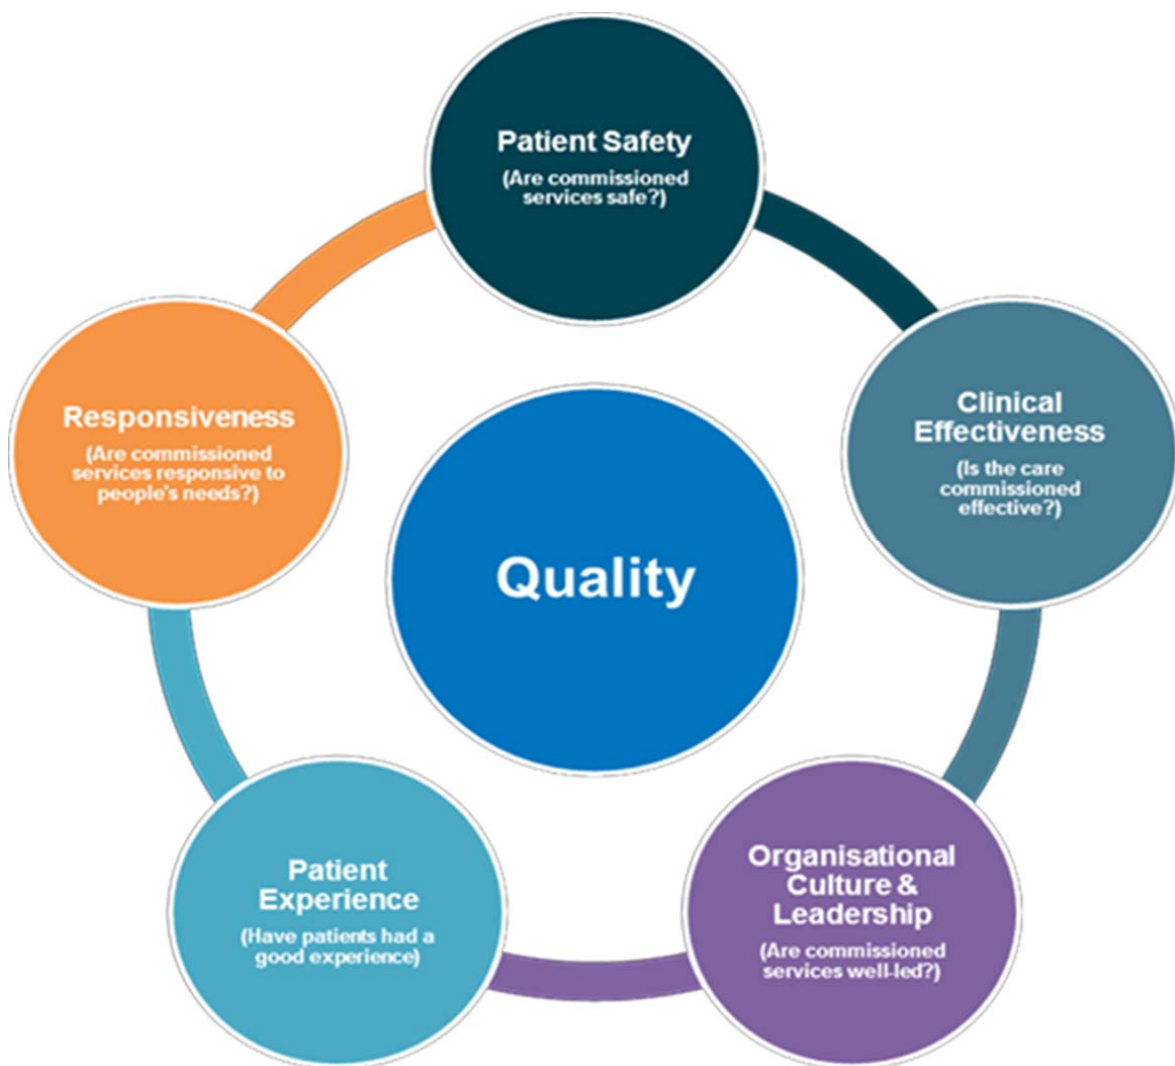 Patient Safety
(Are commissioned
services safe?)
Clinical
Effectiveness
(Is the care
commissioned
effective?)
Organisational
Culture &
Leadership
(Are commissioned
services well-led?)
Patient
Experience
(Have patients had a
good experience)
Responsiveness
(Are commissioned
services responsive to
people's needs?)
Quality